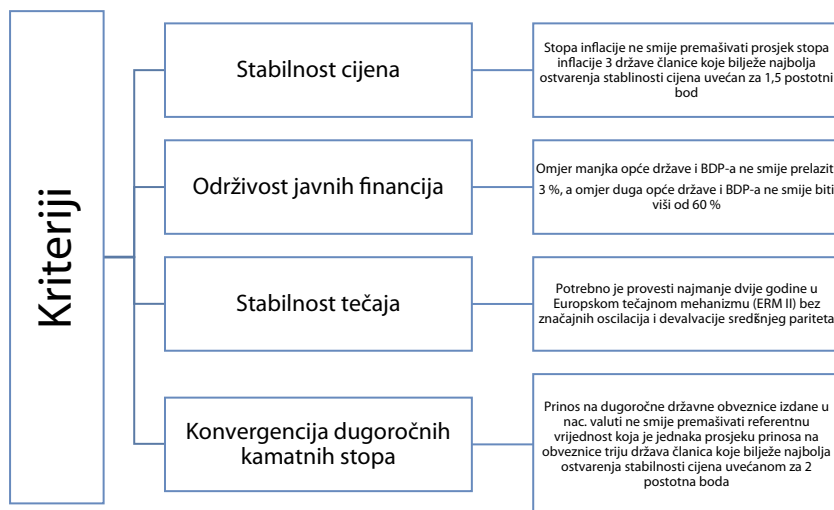 Kriteriji
Stabilnost cijena
Stopa inflacije ne smije premašivati prosjek stopa
inflacije 3 države članice koje bilježe najbolja
ostvarenja stablinosti cijena uvećan za 1,5 postotni
bod
Održivost javnih financija
Omjer manjka opće države i BDP-a ne smije prelazit
3 %, a omjer duga opće države i BDP-a ne smije biti
viši od 60 %
Stabilnost tečaja
Potrebno je provesti najmanje dvije godine u
Europskom tečajnom mehanizmu (ERM II) bez
značajnih oscilacija i devalvacije središnjeg pariteta
Konvergencija dugoročnih
kamatnih stopa
Prinos na dugoročne državne obveznice izdane u
nac. valuti ne smije premašivati referentnu
vrijednost koja je jednaka prosjeku prinosa na
obveznice triju država članica koje bilježe najbolja
ostvarenja stabilnosti cijena uvećanom za 2
postotna boda